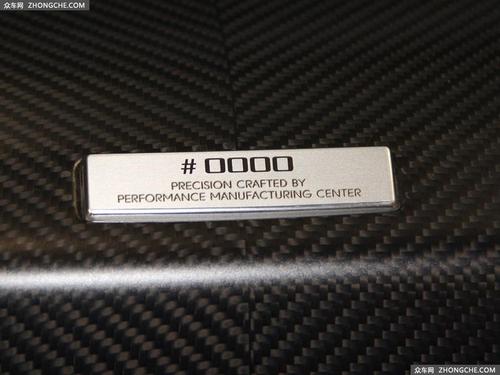 众车网 ZHONGCHE.COM
# 0000
PRECISION CRAFTED BY
PERFORMANCE MANUFACTURING CENTER
众车网 ZHONGCHE.COM